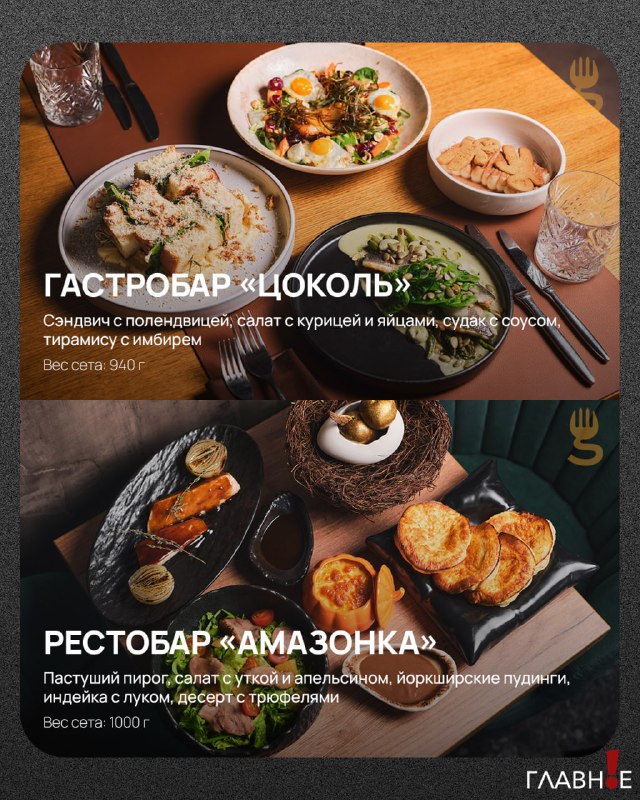 ГАСТРОБАР «ЦОКОЛЬ»
Сэндвич с полендвицей, салат с курицей и яйцами, судак с соусом,
тирамису с имбирем
Вес сета: 940 г
РЕСТОБАР «АМАЗОНКА»
Пастуший пирог, салат с уткой и апельсином, йоркширские пудинги,
индейка с луком, десерт с трюфелями
Вес сета: 1000 г
ГЛАВН!Е